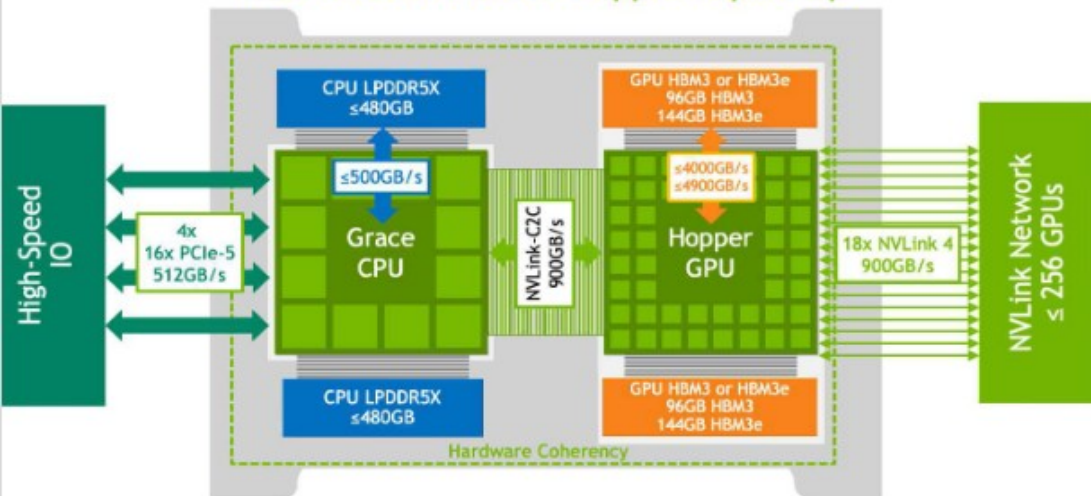 CPU LPDDR5X
≤480GB
GPU HBM3 or HBM3e
96GB HBM3
144GB HBM3e
High-Speed
IO
4x
16x PCIe-5
512GB/s
≤500GB/s
Grace
CPU
NVLink-C2C
900GB/s
≤4000GB/s
≤4900GB/s
Hopper
GPU
18x NVLink 4
900GB/s
NVLink Network
≤ 256 GPUs
CPU LPDDR5X
≤480GB
GPU HBM3 or HBM3e
96GB HBM3
144GB HBM3e
Hardware Coherency